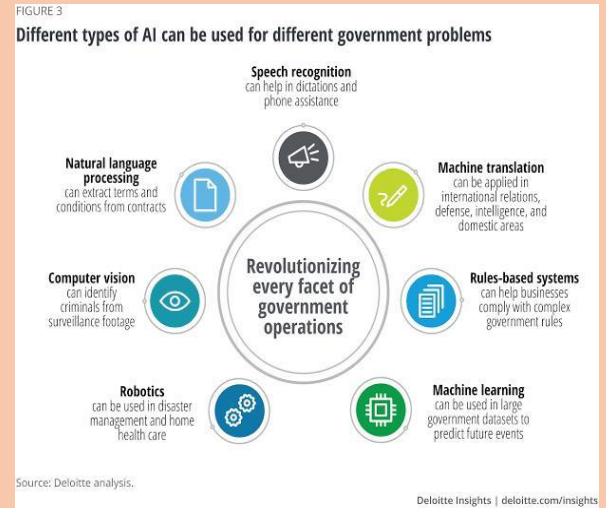 FIGURE 3
Different types of AI can be used for different government problems
Speech recognition
can help in dictations and
phone assistance
Machine translation
can be applied in
international relations,
defense, intelligence, and
domestic areas
Rules-based systems
can help businesses
comply with complex
government rules
Machine learning
can be used in large
government datasets to
predict future events
Robotics
can be used in disaster
management and home
health care
Computer vision
can identify
criminals from
surveillance footage
Natural language
processing
can extract terms and
conditions from contracts
Revolutionizing
every facet of
government
operations
Source: Deloitte analysis.
Deloitte Insights | deloitte.com/insights